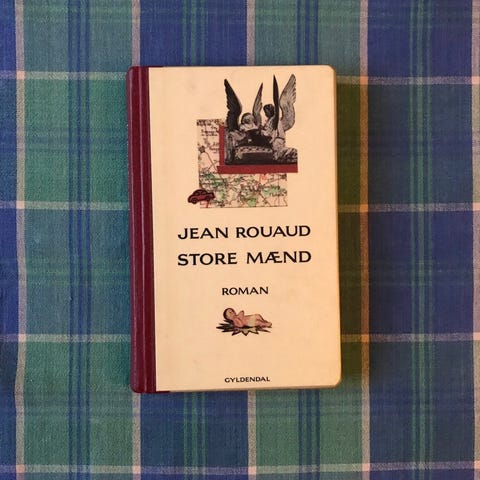 JEAN ROUAUD
STORE MÆND
ROMAN
GYLDENDAL